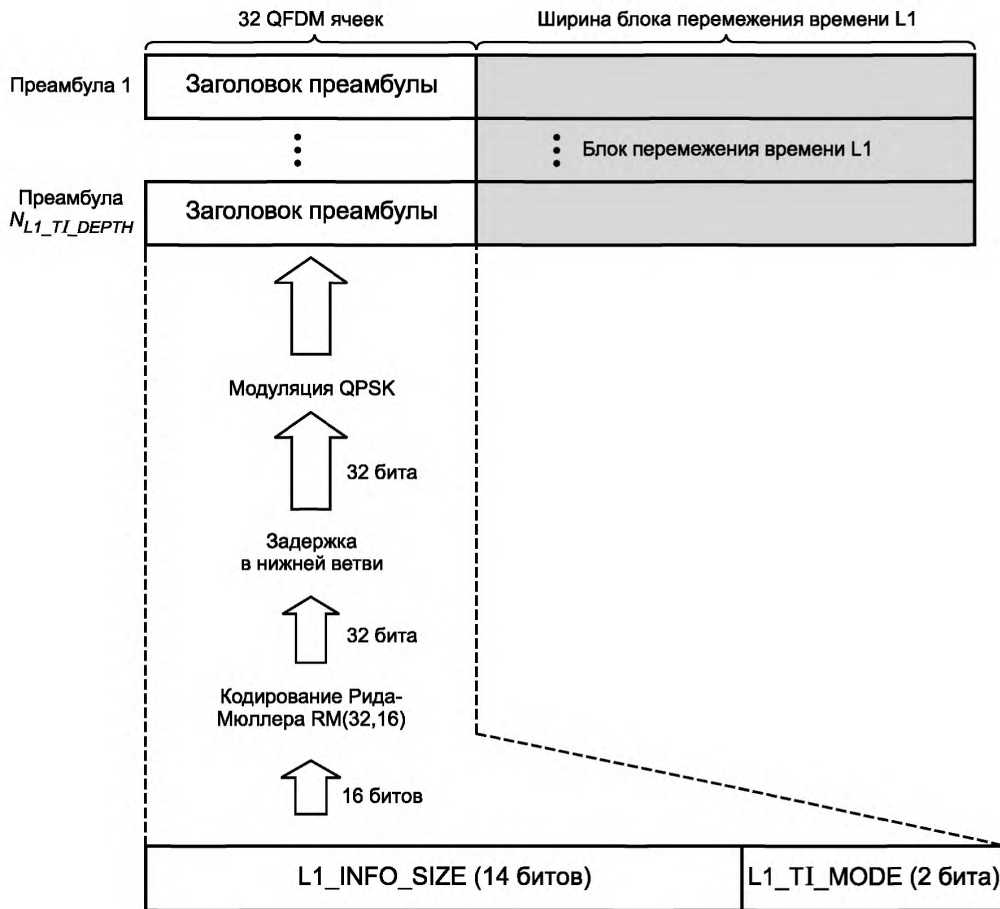 32 QFDM ячеек
Ширина блока перемежения времени L1
Преамбула 1
Заголовок преамбулы
Блок перемежения времени L1
Преамбула
N_{L1_TI_DEPTH}
Заголовок преамбулы
Модуляция QPSK
32 бита
Задержка
в нижней ветви
32 бита
Кодирование Рида-
Мюллера RM(32,16)
16 битов
L1_INFO_SIZE (14 битов)
L1_TI_MODE (2 бита)